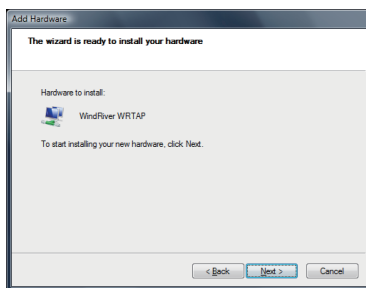 Add Hardware
The wizard is ready to install your hardware
Hardware to install:
WindRiver WRTAP
To start installing your new hardware, click Next.
< Back Next > Cancel